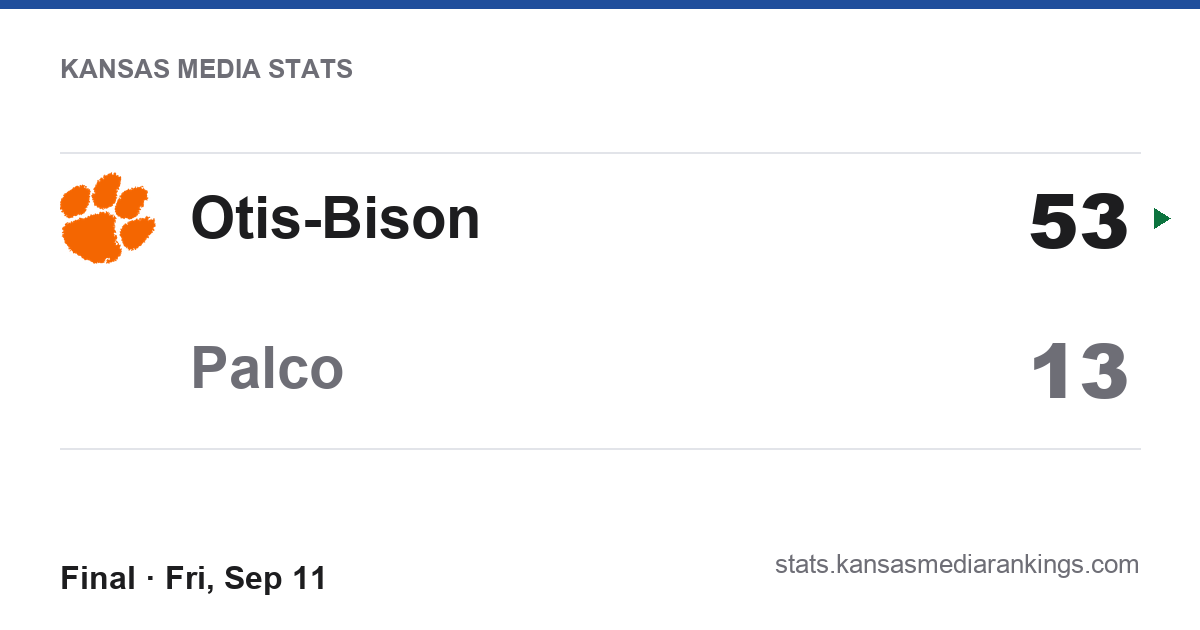 KANSAS MEDIA STATS
Otis-Bison 53
Palco 13
Final · Fri, Sep 11
stats.kansasmediarankings.com